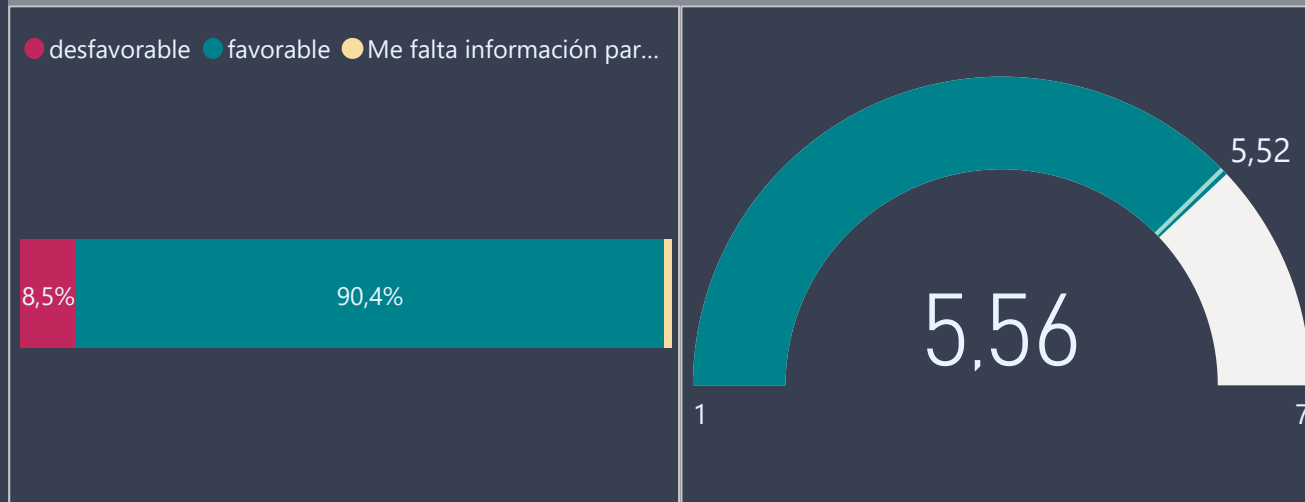 desfavorable favorable Me falta información par...
8,5% 90,4%
5,52
5,56
1 7